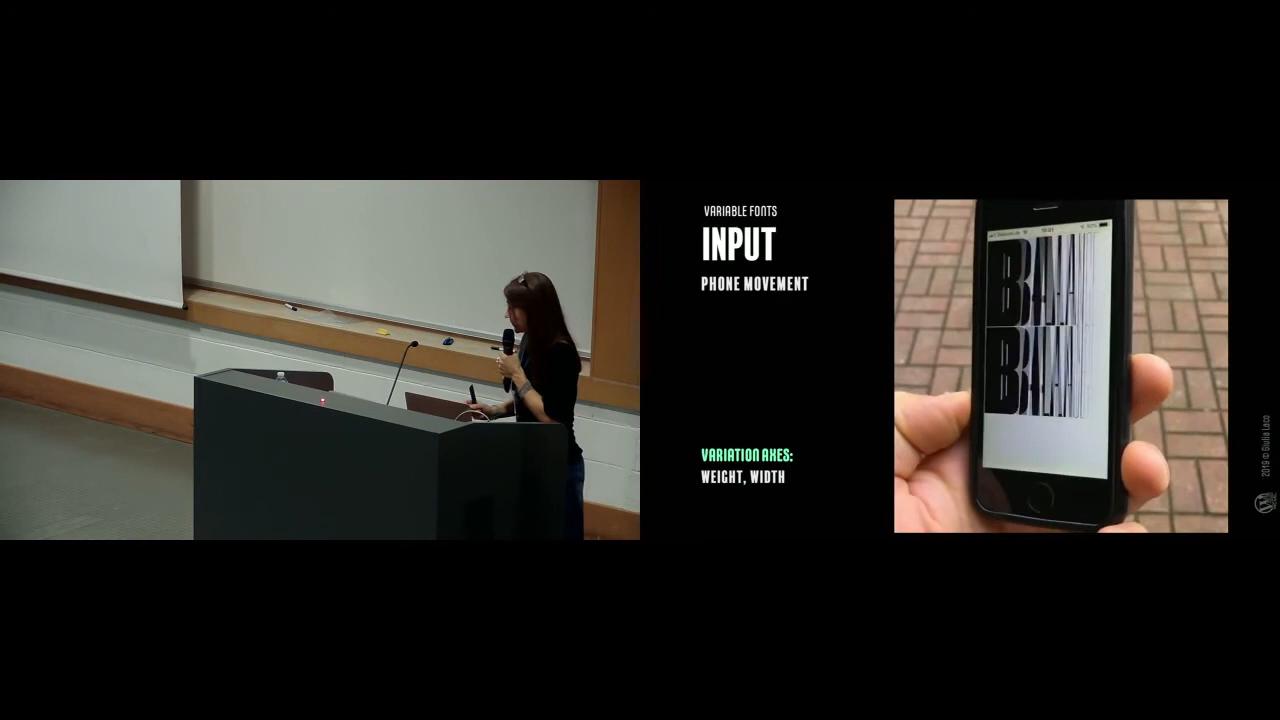 VARIABLE FONTS
INPUT
PHONE MOVEMENT
VARIATION AXES:
WEIGHT, WIDTH
2019 © Giulia Laco